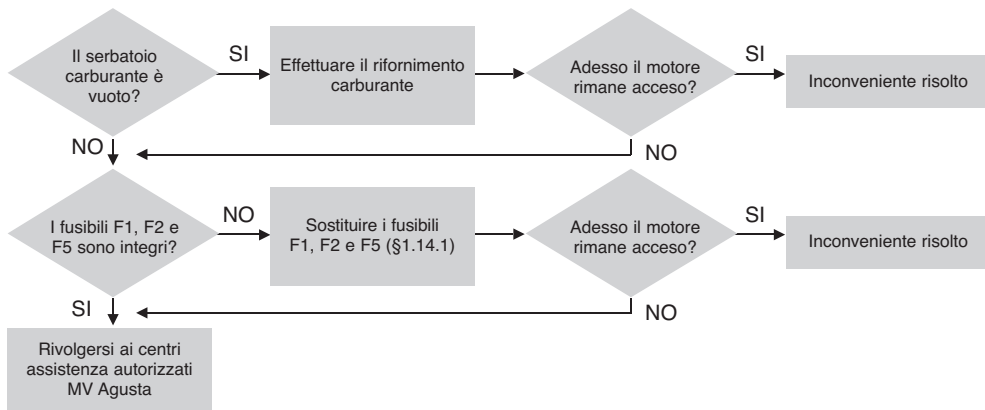 Il serbatoio
carburante è
vuoto?
SI
Effettuare il rifornimento
carburante
Adesso il motore
rimane acceso?
SI
Inconveniente risolto
NO
NO
I fusibili F1, F2 e
F5 sono integri?
NO
Sostituire i fusibili
F1, F2 e F5 (§1.14.1)
Adesso il motore
rimane acceso?
SI
Inconveniente risolto
SI
NO
Rivolgersi ai centri
assistenza autorizzati
MV Agusta